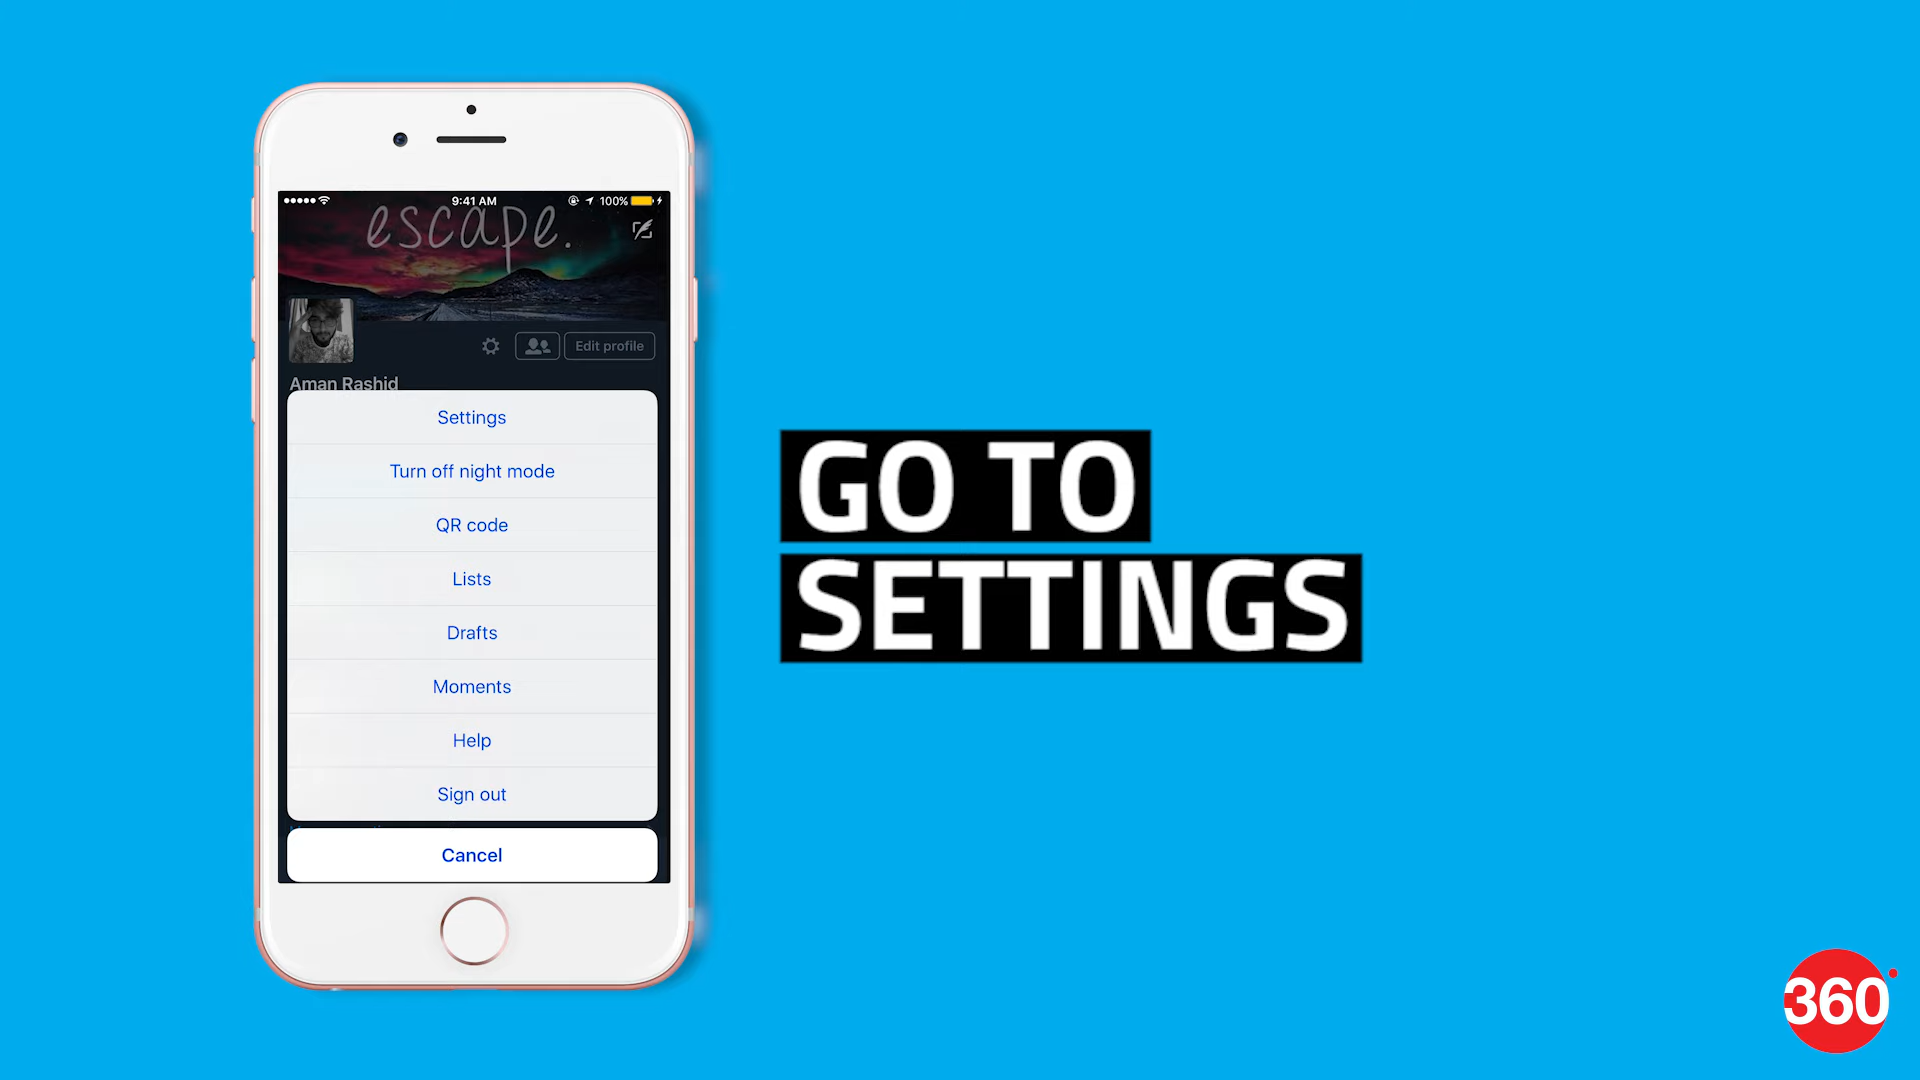 9:41 AM
100%
escape.
Edit profile
Aman Rashid
Settings
Turn off night mode
QR code
Lists
Drafts
Moments
Help
Sign out
Cancel
GO TO
SETTINGS
360